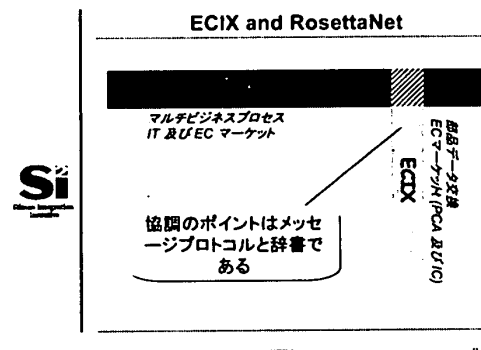 ECIX and RosettaNet
マルチビジネスプロセス
IT 及び EC マーケット
部品データ交換
ECマーケット (PCA 及び IC)
ECIX
Si2
協調のポイントはメッセ
ージプロトコルと辞書で
ある